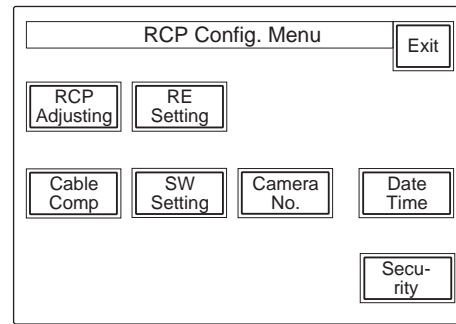 RCP Config. Menu
Exit
RCP
Adjusting
RE
Setting
Cable
Comp
SW
Setting
Camera
No.
Date
Time
Secu-
rity